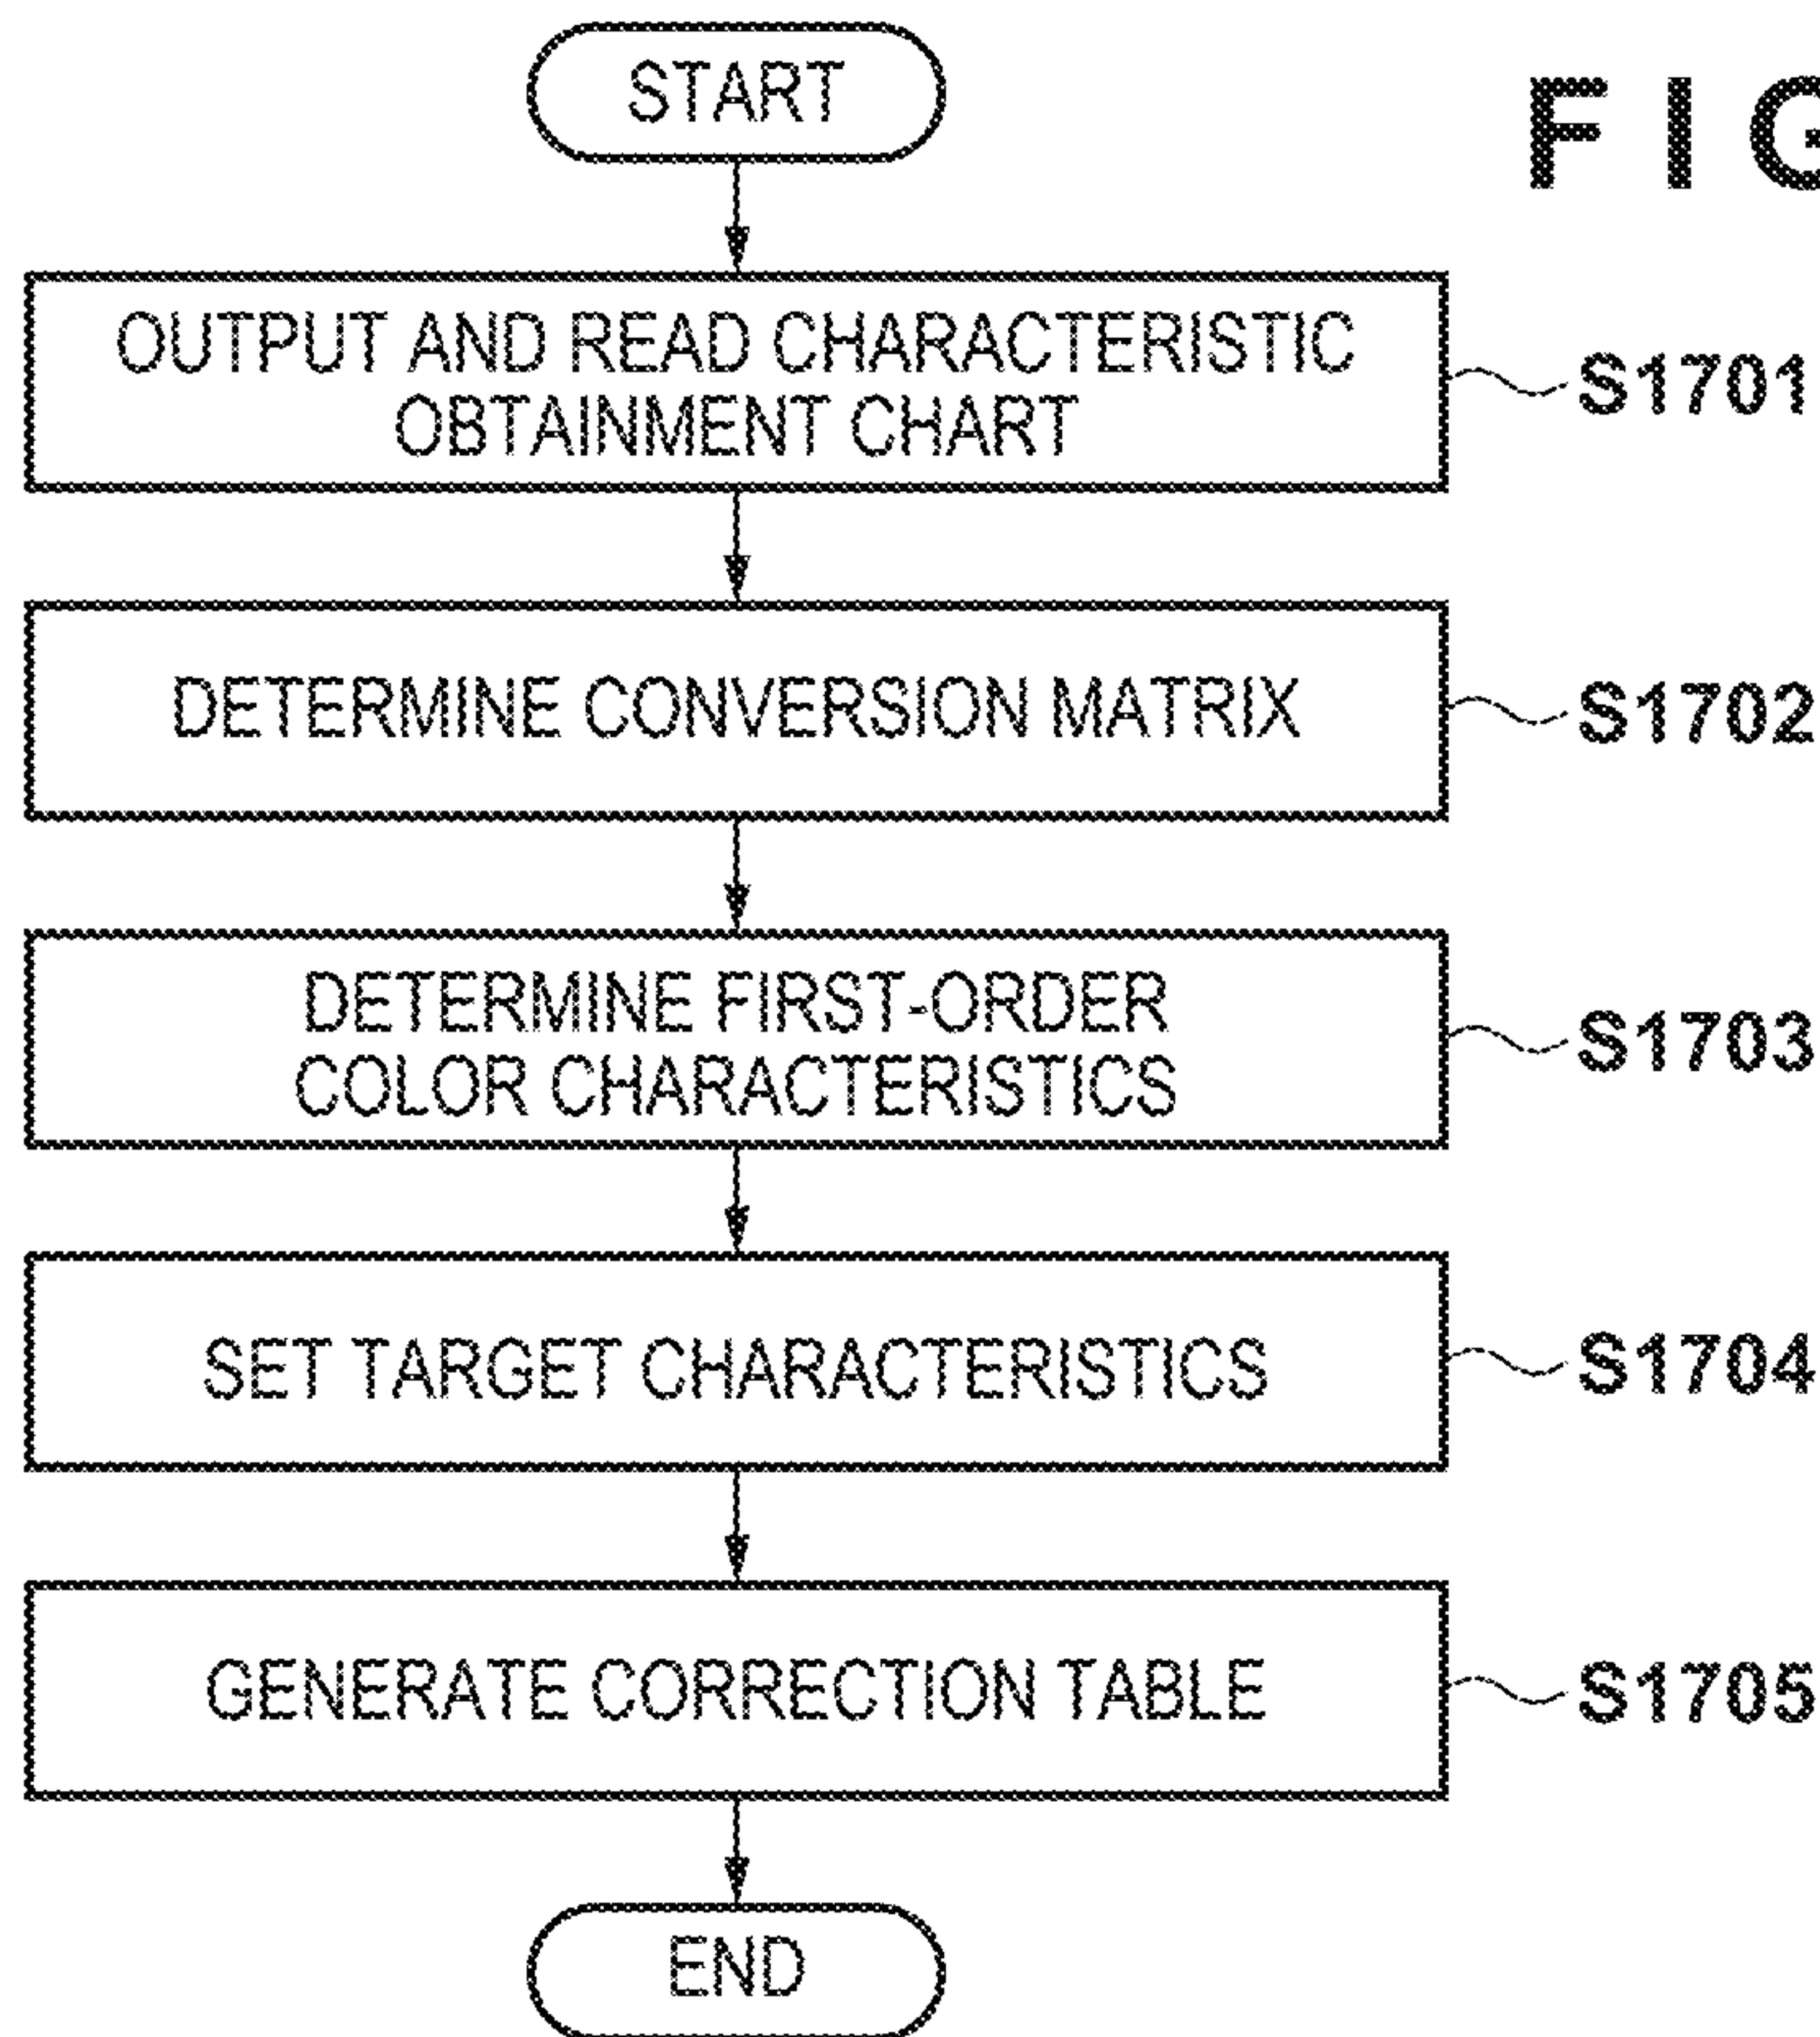 START
FIG
OUTPUT AND READ CHARACTERISTIC
OBTAINMENT CHART
S1701
DETERMINE CONVERSION MATRIX
S1702
DETERMINE FIRST-ORDER
COLOR CHARACTERISTICS
S1703
SET TARGET CHARACTERISTICS
S1704
GENERATE CORRECTION TABLE
S1705
END